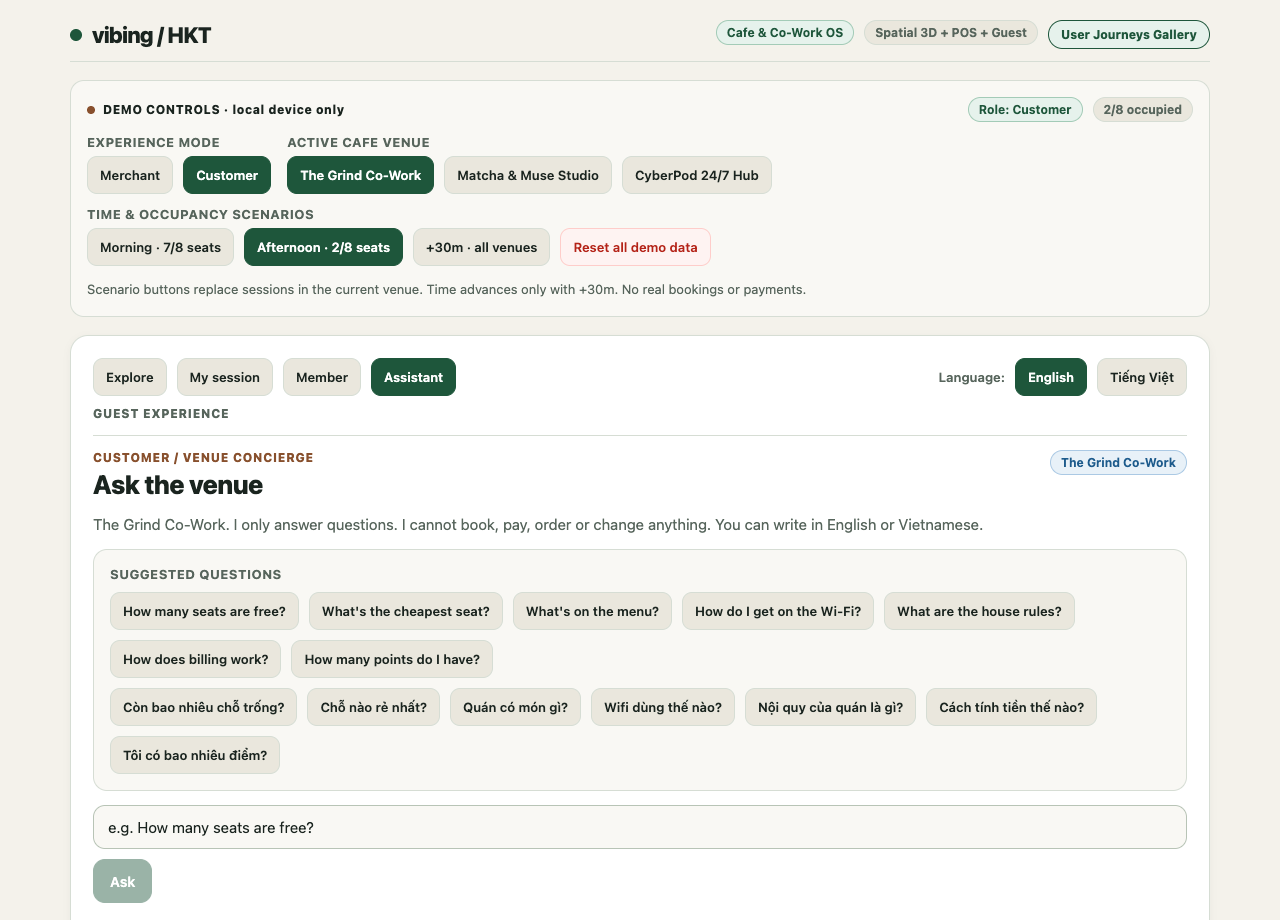 vibing / HKT
Cafe & Co-Work OS
Spatial 3D + POS + Guest
User Journeys Gallery
DEMO CONTROLS · local device only
Role: Customer
2/8 occupied
EXPERIENCE MODE
ACTIVE CAFE VENUE
Merchant
Customer
The Grind Co-Work
Matcha & Muse Studio
CyberPod 24/7 Hub
TIME & OCCUPANCY SCENARIOS
Morning · 7/8 seats
Afternoon · 2/8 seats
+30m · all venues
Reset all demo data
Scenario buttons replace sessions in the current venue. Time advances only with +30m. No real bookings or payments.
Explore
My session
Member
Assistant
Language:
English
Tiếng Việt
GUEST EXPERIENCE
CUSTOMER / VENUE CONCIERGE
The Grind Co-Work
Ask the venue
The Grind Co-Work. I only answer questions. I cannot book, pay, order or change anything. You can write in English or Vietnamese.
SUGGESTED QUESTIONS
How many seats are free?
What's the cheapest seat?
What's on the menu?
How do I get on the Wi-Fi?
What are the house rules?
How does billing work?
How many points do I have?
Còn bao nhiêu chỗ trống?
Chỗ nào rẻ nhất?
Quán có món gì?
Wifi dùng thế nào?
Nội quy của quán là gì?
Cách tính tiền thế nào?
Tôi có bao nhiêu điểm?
e.g. How many seats are free?
Ask